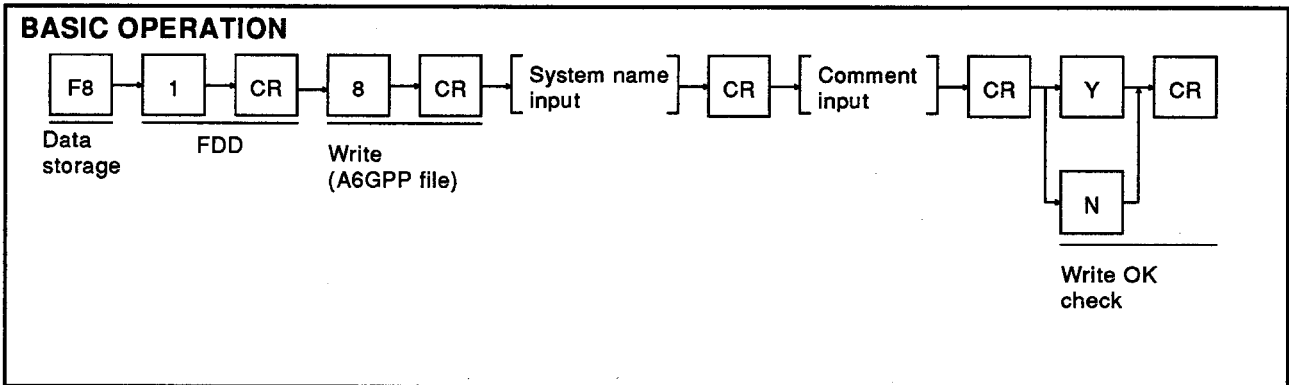 BASIC OPERATION
F8 1 CR 8 CR System name input CR Comment input CR Y CR
N
Data storage
FDD
Write (A6GPP file)
Write OK check